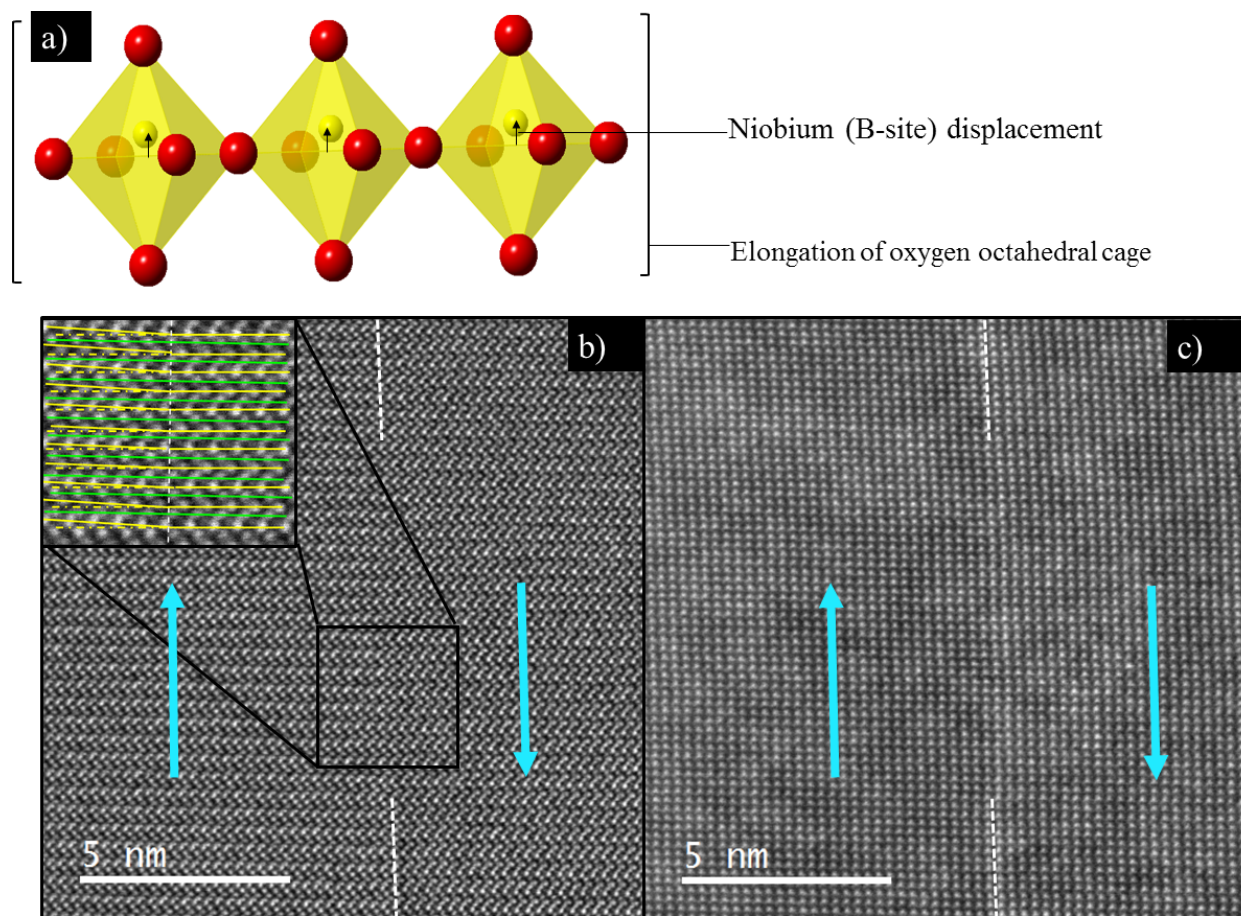 a)
Niobium (B-site) displacement
Elongation of oxygen octahedral cage
b)
c)
5 nm
5 nm